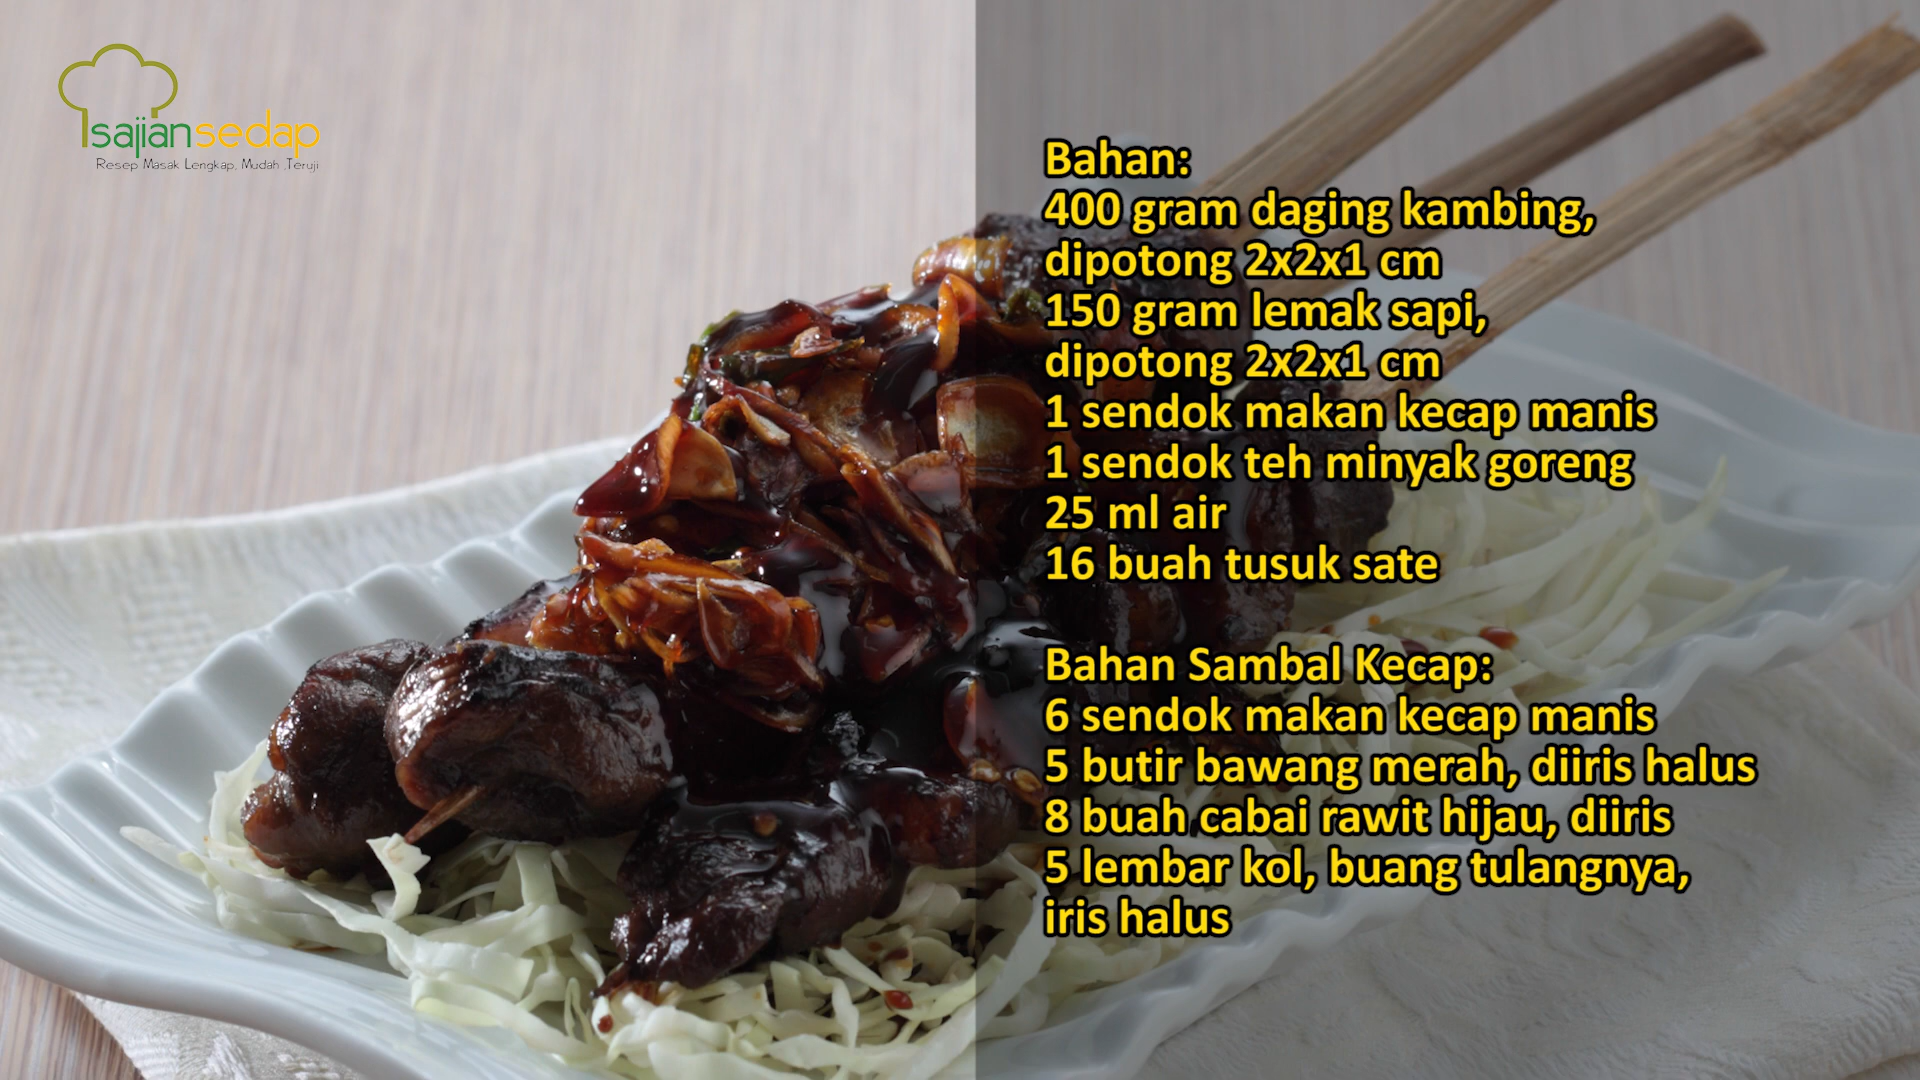 sajiansedap
Resep Masak Lengkap, Mudah ,Teruji
Bahan:
400 gram daging kambing,
dipotong 2x2x1 cm
150 gram lemak sapi,
dipotong 2x2x1 cm
1 sendok makan kecap manis
1 sendok teh minyak goreng
25 ml air
16 buah tusuk sate
Bahan Sambal Kecap:
6 sendok makan kecap manis
5 butir bawang merah, diiris halus
8 buah cabai rawit hijau, diiris
5 lembar kol, buang tulangnya,
iris halus